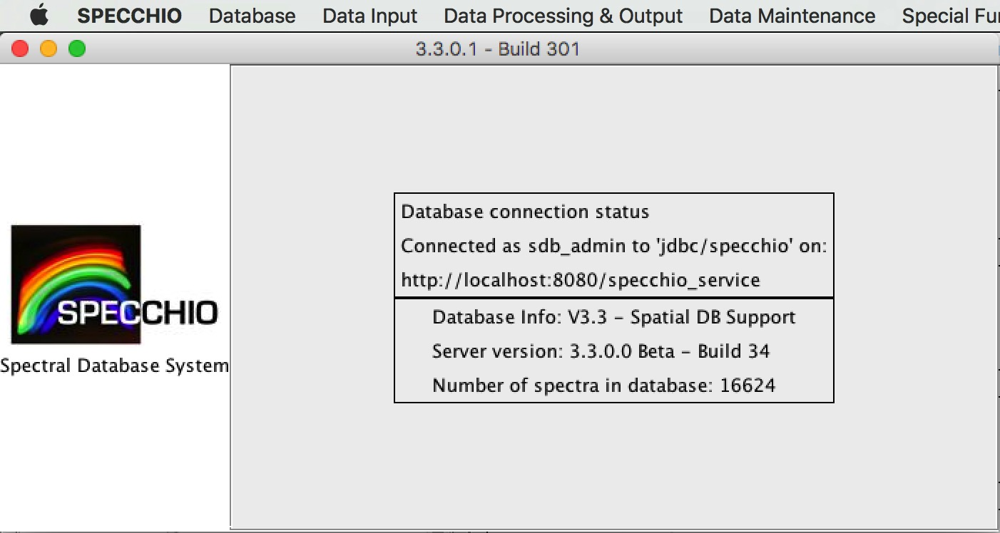 SPECCHIO Database Data Input Data Processing & Output Data Maintenance Special
3.3.0.1 - Build 301
SPECCHIO
Spectral Database System
Database connection status
Connected as sdb_admin to 'jdbc/specchio' on:
http://localhost:8080/specchio_service
Database Info: V3.3 – Spatial DB Support
Server version: 3.3.0.0 Beta – Build 34
Number of spectra in database: 16624